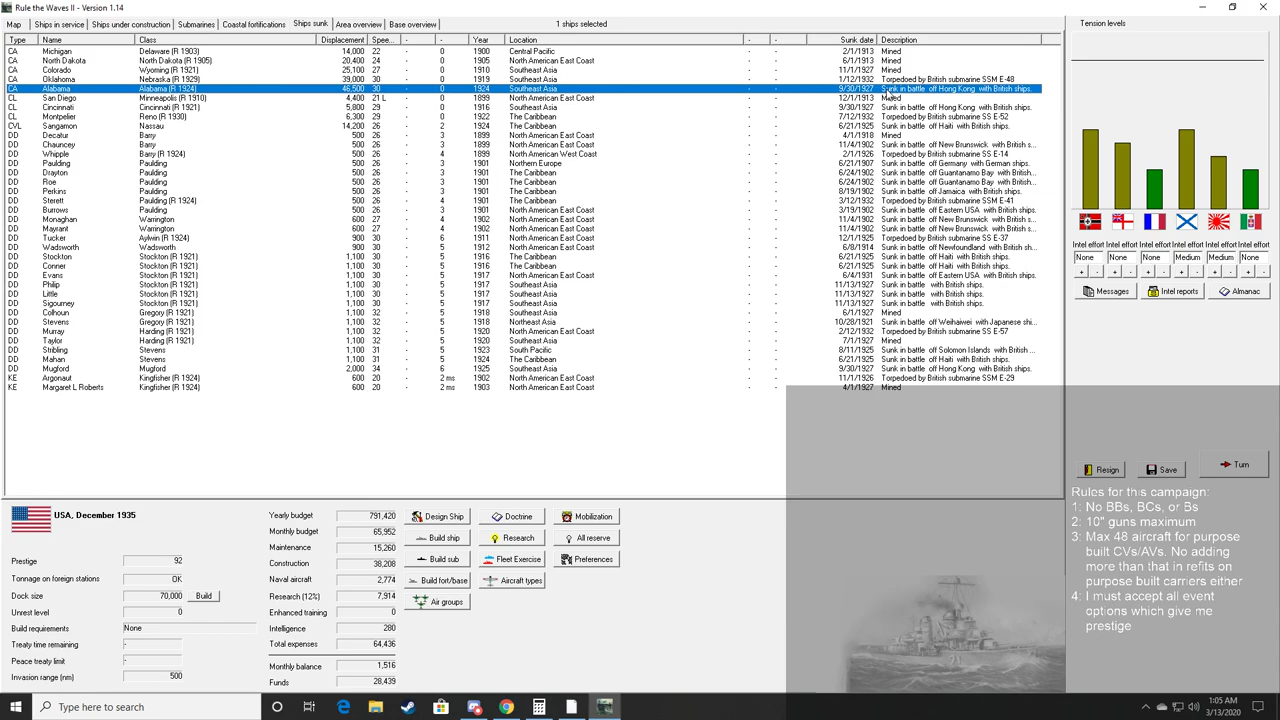 Rule the Waves II - Version 1.14
Map Ships in service Ships under construction Submarines Coastal fortifications Ships sunk Area overview Base overview 1 ships selected
Type Name Class Displacement Spee... - - Year Location - - Sunk date Description
CA Michigan Delaware (R 1903) 14,000 22 - 0 1900 Central Pacific - - 2/1/1913 Mined
CA North Dakota North Dakota (R 1905) 20,400 24 - 0 1905 North American East Coast - - 6/1/1913 Mined
CA Colorado Wyoming (R 1921) 25,100 27 - 0 1910 Southeast Asia - - 11/1/1927 Mined
CA Oklahoma Nebraska (R 1929) 39,000 30 - 0 1919 Southeast Asia - - 1/12/1932 Torpedoed by British submarine SSM E-48
CA Alabama Alabama (R 1924) 46,500 30 - 0 1924 Southeast Asia - - 9/30/1927 Sunk in battle off Hong Kong with British ships.
CL San Diego Minneapolis (R 1910) 4,400 21 L - 0 1899 North American East Coast - - 12/1/1913 Mined
CL Cincinnati Cincinnati (R 1921) 5,800 29 - 0 1916 Southeast Asia - - 9/30/1927 Sunk in battle off Hong Kong with British ships.
CL Montpelier Reno (R 1930) 6,300 29 - 0 1922 The Caribbean - - 7/12/1932 Torpedoed by British submarine SS E-52
CVL Sangamon Nassau 14,200 26 - 2 1924 The Caribbean - - 6/21/1925 Sunk in battle off Haiti with British ships.
DD Decatur Barry 500 26 - 3 1899 North American East Coast - - 4/1/1918 Mined
DD Chauncey Barry 500 26 - 3 1899 North American East Coast - - 11/4/1902 Sunk in battle off New Brunswick with British s...
DD Whipple Barry (R 1924) 500 26 - 4 1899 North American West Coast - - 2/1/1926 Torpedoed by British submarine SS E-14
DD Paulding Paulding 500 26 - 3 1901 Northern Europe - - 6/21/1907 Sunk in battle off Germany with German ships.
DD Drayton Paulding 500 26 - 3 1901 The Caribbean - - 6/24/1902 Sunk in battle off Guantanamo Bay with British...
DD Roe Paulding 500 26 - 3 1901 The Caribbean - - 6/24/1902 Sunk in battle off Guantanamo Bay with British...
DD Perkins Paulding 500 26 - 3 1901 The Caribbean - - 8/19/1902 Sunk in battle off Jamaica with British ships.
DD Sterett Paulding (R 1924) 500 26 - 4 1901 The Caribbean - - 3/12/1932 Torpedoed by British submarine SS E-41
DD Burrows Paulding 500 26 - 3 1901 North American East Coast - - 6/24/1902 Sunk in battle off Eastern USA with British ships.
DD Monaghan Warrington 600 27 - 4 1902 North American East Coast - - 11/4/1902 Sunk in battle off New Brunswick with British s...
DD Mayrant Warrington 600 27 - 4 1902 North American East Coast - - 11/4/1902 Sunk in battle off New Brunswick with British s...
DD Tucker Aylwin (R 1924) 900 30 - 6 1911 North American East Coast - - 12/1/1925 Torpedoed by British submarine SS E-37
DD Wadsworth Wadsworth 900 30 - 5 1912 North American East Coast - - 6/8/1914 Sunk in battle off Newfoundland with British ships.
DD Stockton Stockton (R 1921) 1,100 30 - 5 1916 The Caribbean - - 6/21/1925 Sunk in battle off Haiti with British ships.
DD Conner Stockton (R 1921) 1,100 30 - 5 1916 The Caribbean - - 6/21/1925 Sunk in battle off Haiti with British ships.
DD Evans Stockton (R 1921) 1,100 30 - 5 1917 North American East Coast - - 6/24/1931 Sunk in battle off Eastern USA with British ships.
DD Philip Stockton (R 1921) 1,100 30 - 5 1917 Southeast Asia - - 11/13/1927 Sunk in battle with British ships.
DD Little Stockton (R 1921) 1,100 30 - 5 1917 Southeast Asia - - 11/13/1927 Sunk in battle with British ships.
DD Sigourney Stockton (R 1921) 1,100 30 - 5 1917 Southeast Asia - - 11/13/1927 Sunk in battle with British ships.
DD Colhoun Gregory (R 1921) 1,100 32 - 5 1918 Southeast Asia - - 6/1/1927 Mined
DD Stevens Gregory (R 1921) 1,100 32 - 5 1918 Northeast Asia - - 10/28/1921 Sunk in battle off Weihaiwei with Japanese shi...
DD Murray Harding (R 1921) 1,100 32 - 5 1920 North American East Coast - - 2/12/1932 Torpedoed by British submarine SS E-57
DD Taylor Harding (R 1921) 1,100 32 - 5 1920 Southeast Asia - - 7/1/1927 Mined
DD Stribling Stevens 1,100 31 - 5 1923 South Pacific - - 8/11/1925 Sunk in battle off Solomon Islands with British ...
DD Mahan Stevens 1,100 31 - 5 1924 The Caribbean - - 6/21/1925 Sunk in battle off Haiti with British ships.
DD Mugford Mugford 2,000 34 - 6 1925 Southeast Asia - - 9/30/1927 Sunk in battle off Hong Kong with British ships.
KE Argonaut Kingfisher (R 1924) 600 20 - 2 ms 1902 North American East Coast - - 11/1/1926 Torpedoed by British submarine SSM E-29
KE Margaret L Roberts Kingfisher (R 1924) 600 20 - 2 ms 1903 North American East Coast - - 4/1/1927 Mined
Tension levels
Intel effort Intel effort Intel effort Intel effort Intel effort Intel effort
None None None Medium Medium None
+ - + - + - + - + - + -
Messages Intel reports Almanac
Resign Save Turn
Rules for this campaign:
1: No BBs, BCs, or Bs
2: 10" guns maximum
3: Max 48 aircraft for purpose
built CVs/AVs. No adding
more than that in refits on
purpose built carriers either
4: I must accept all event
options which give me
prestige
USA, December 1935
Prestige 92
Tonnage on foreign stations OK
Dock size 70,000 Build
Unrest level 0
Build requirements None
Treaty time remaining -
Peace treaty limit -
Invasion range (nm) 500
Yearly budget 791,420
Monthly budget 65,952
Maintenance 15,260
Construction 38,208
Naval aircraft 2,774
Research (12%) 7,914
Enhanced training 0
Intelligence 280
Total expenses 64,436
Monthly balance 1,516
Funds 28,439
Design Ship Doctrine Mobilization
Build ship Research All reserve
Build sub Fleet Exercise Preferences
Build fort/base Aircraft types
Air groups
Type here to search
1:05 AM
3/13/2020